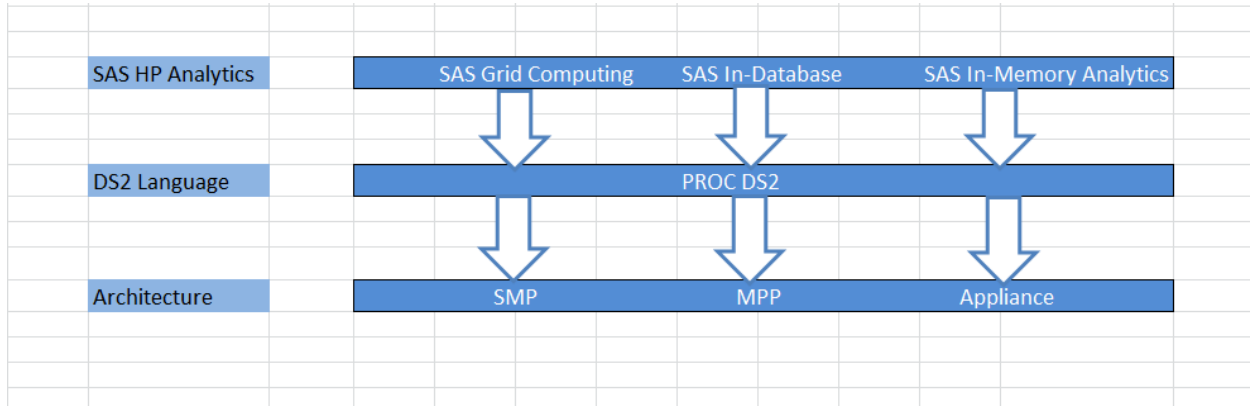 SAS HP Analytics SAS Grid Computing SAS In-Database SAS In-Memory Analytics
DS2 Language PROC DS2
Architecture SMP MPP Appliance